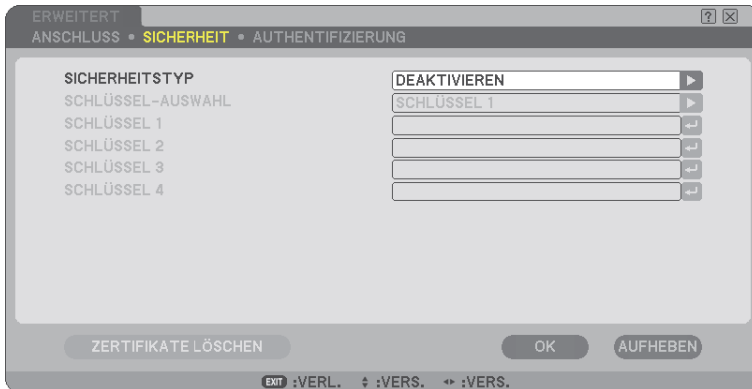 ERWEITERT
ANSCHLUSS • SICHERHEIT • AUTHENTIFIZIERUNG
SICHERHEITSTYP DEAKTIVIEREN
SCHLÜSSEL-AUSWAHL SCHLÜSSEL 1
SCHLÜSSEL 1
SCHLÜSSEL 2
SCHLÜSSEL 3
SCHLÜSSEL 4
ZERTIFIKATE LÖSCHEN OK AUFHEBEN
EXIT :VERL. :VERS. :VERS.